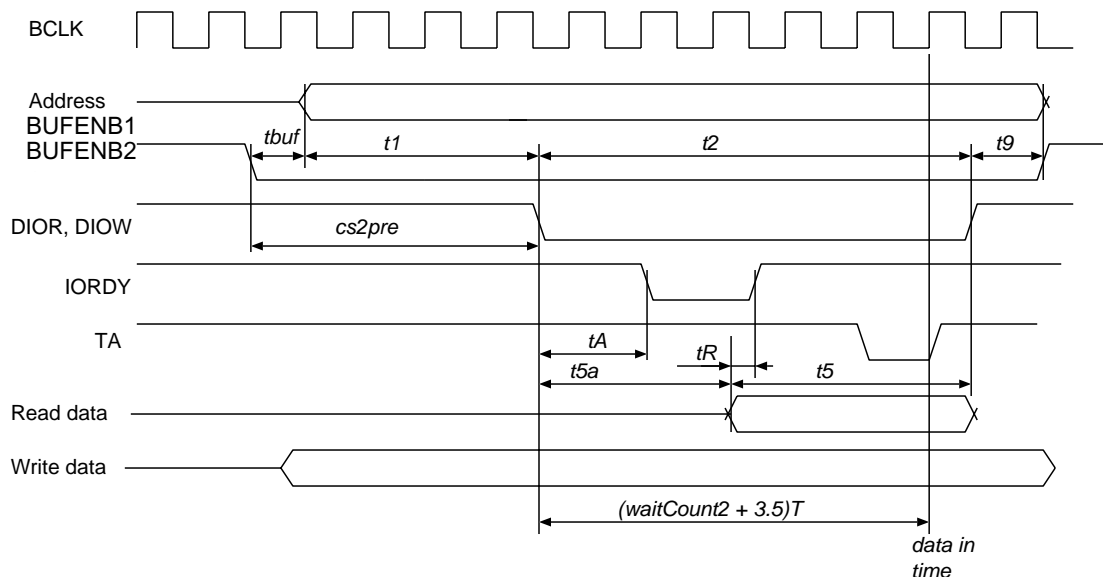 BCLK
Address
BUFENB1
BUFENB2
tbuf
t1
t2
t9
DIOR, DIOW
cs2pre
IORDY
TA
tA
tR
t5a
t5
Read data
Write data
(waitCount2 + 3.5)T
data in
time